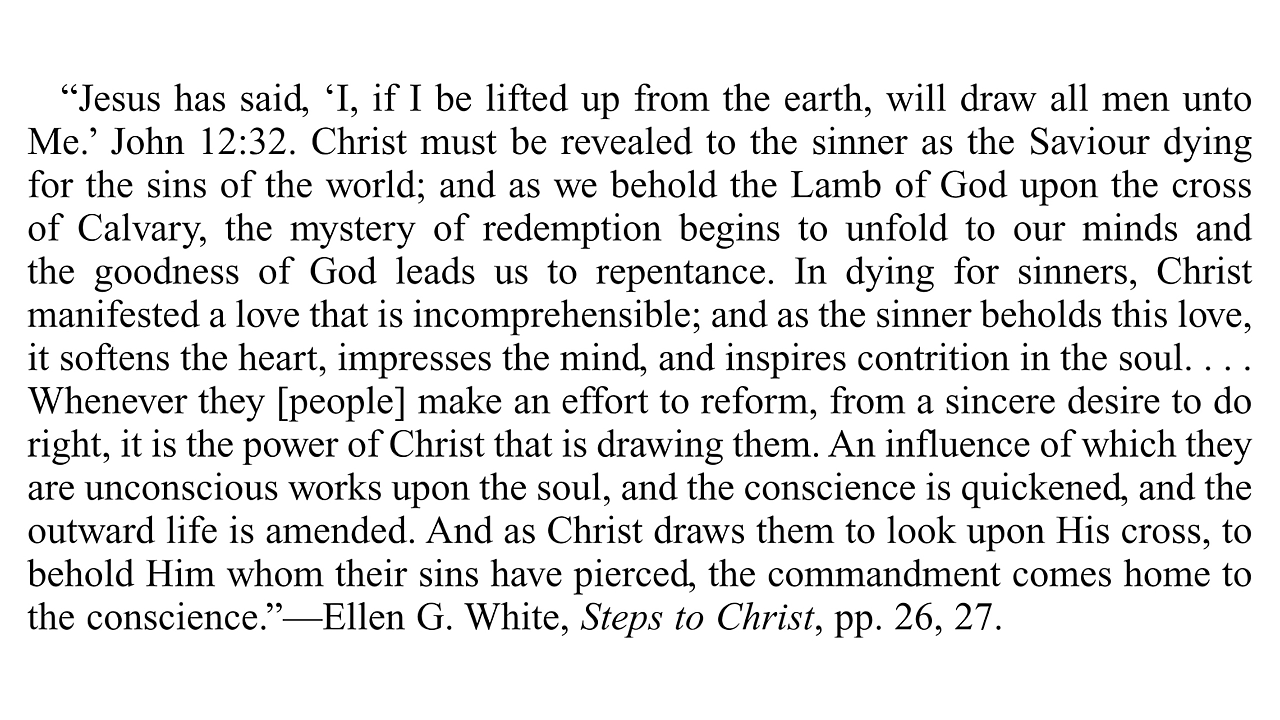 “Jesus has said, ‘I, if I be lifted up from the earth, will draw all men unto
Me.’ John 12:32. Christ must be revealed to the sinner as the Saviour dying
for the sins of the world; and as we behold the Lamb of God upon the cross
of Calvary, the mystery of redemption begins to unfold to our minds and
the goodness of God leads us to repentance. In dying for sinners, Christ
manifested a love that is incomprehensible; and as the sinner beholds this love,
it softens the heart, impresses the mind, and inspires contrition in the soul. . . .
Whenever they [people] make an effort to reform, from a sincere desire to do
right, it is the power of Christ that is drawing them. An influence of which they
are unconscious works upon the soul, and the conscience is quickened, and the
outward life is amended. And as Christ draws them to look upon His cross, to
behold Him whom their sins have pierced, the commandment comes home to
the conscience.”—Ellen G. White, Steps to Christ, pp. 26, 27.